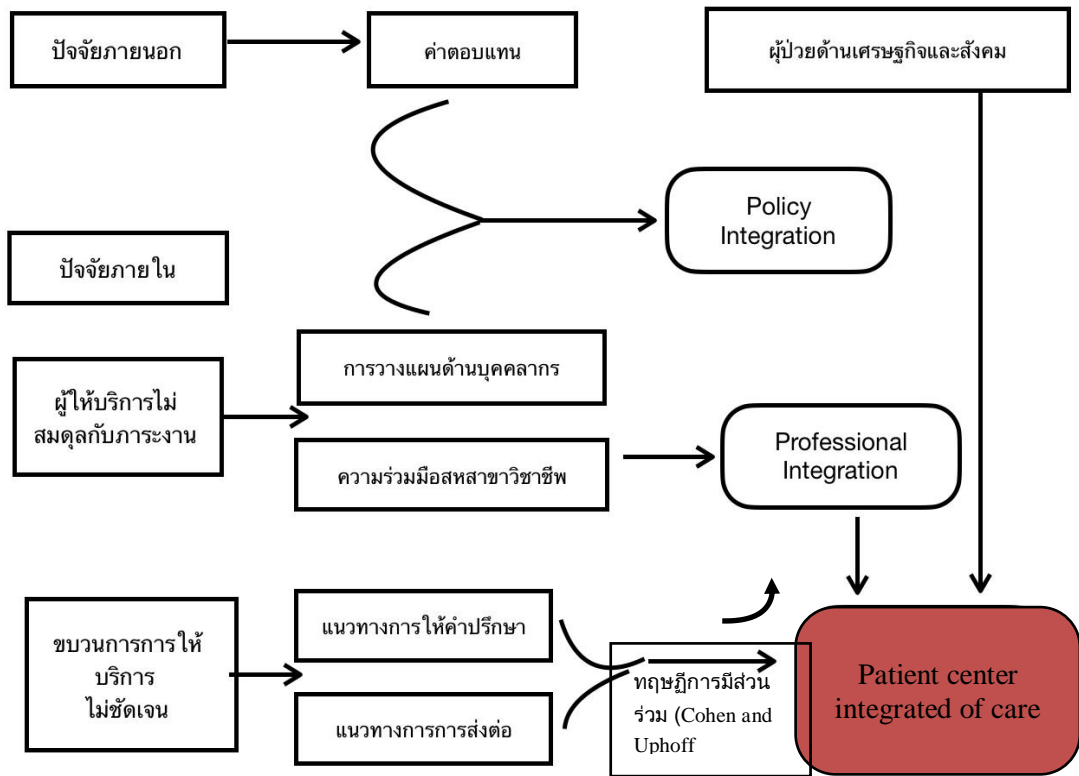 ปัจจัยภายนอก
ค่าตอบแทน
ผู้ป่วยด้านเศรษฐกิจและสังคม
Policy
Integration
ปัจจัยภายใน
การวางแผนด้านบุคคลากร
ผู้ให้บริการไม่
สมดุลกับภาระงาน
ความร่วมมือสหสาขาวิชาชีพ
Professional
Integration
แนวทางการให้คำปรึกษา
ขบวนการการให้
บริการ
ไม่ชัดเจน
แนวทางการการส่งต่อ
ทฤษฏีการมีส่วน
ร่วม (Cohen and
Uphoff
Patient center
integrated of care